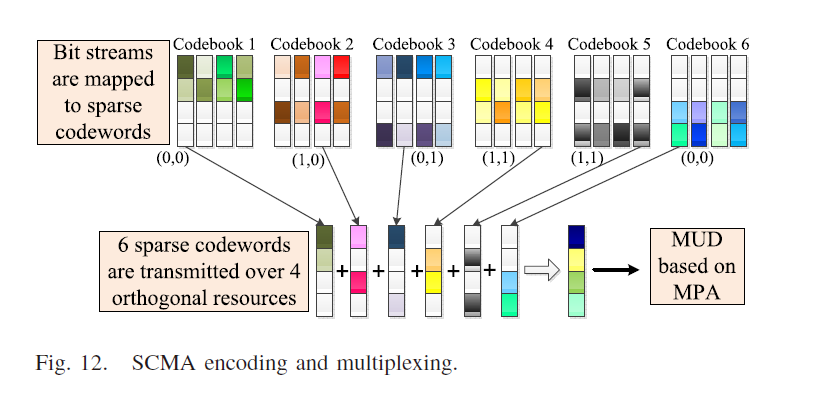 Bit streams
are mapped
to sparse
codewords
Codebook 1
Codebook 2
Codebook 3
Codebook 4
Codebook 5
Codebook 6
(0,0)
(1,0)
(0,1)
(1,1)
(1,1)
(0,0)
6 sparse codewords
are transmitted over 4
orthogonal resources
+ + + + +
MUD
based on
MPA
Fig. 12. SCMA encoding and multiplexing.